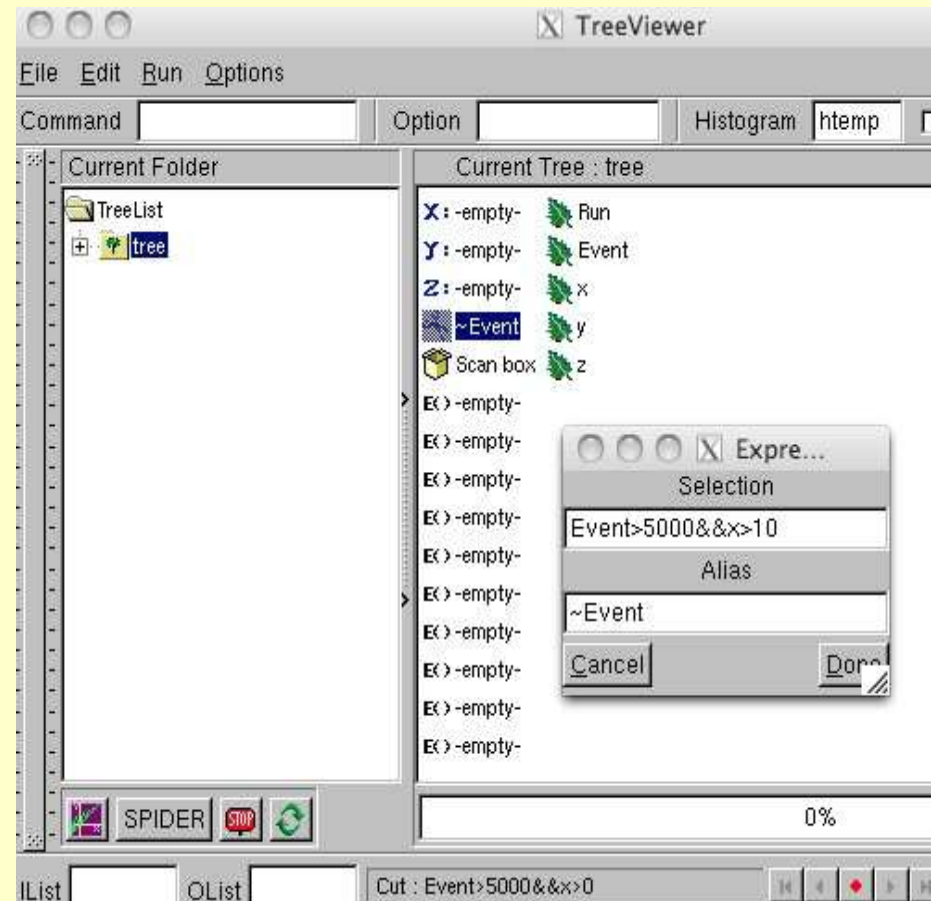 X TreeViewer
File Edit Run Options
Command Option Histogram htemp
Current Folder
Current Tree : tree
TreeList
tree
X: -empty- Run
Y: -empty- Event
Z: -empty- x
~Event y
Scan box z
E() -empty-
E() -empty-
E() -empty-
E() -empty-
E() -empty-
E() -empty-
E() -empty-
E() -empty-
E() -empty-
E() -empty-
X Expre...
Selection
Event>5000&&x>10
Alias
~Event
Cancel Done
SPIDER STOP
0%
IList OList Cut : Event>5000&&x>0